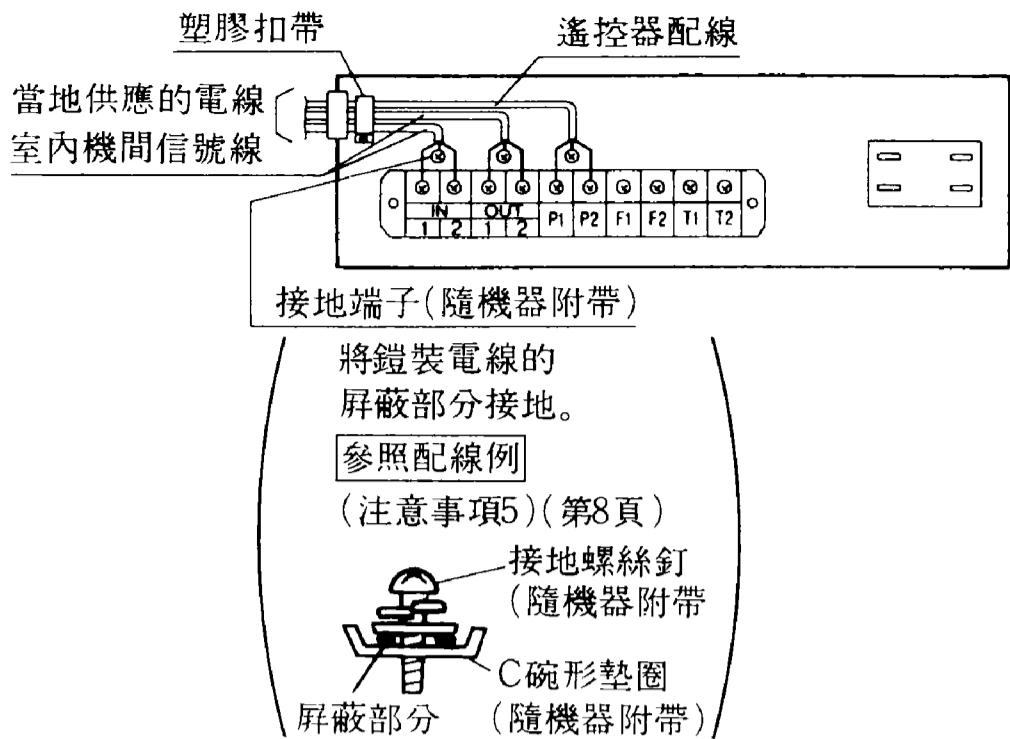 塑膠扣帶
遙控器配線
當地供應的電線
室內機間信號線
IN OUT P1 P2 F1 F2 T1 T2
1 2 1 2
接地端子(隨機器附帶)
將鎧裝電線的
屏蔽部分接地。
參照配線例
(注意事項5)(第8頁)
接地螺絲釘
(隨機器附帶
C碗形墊圈
屏蔽部分 (隨機器附帶)